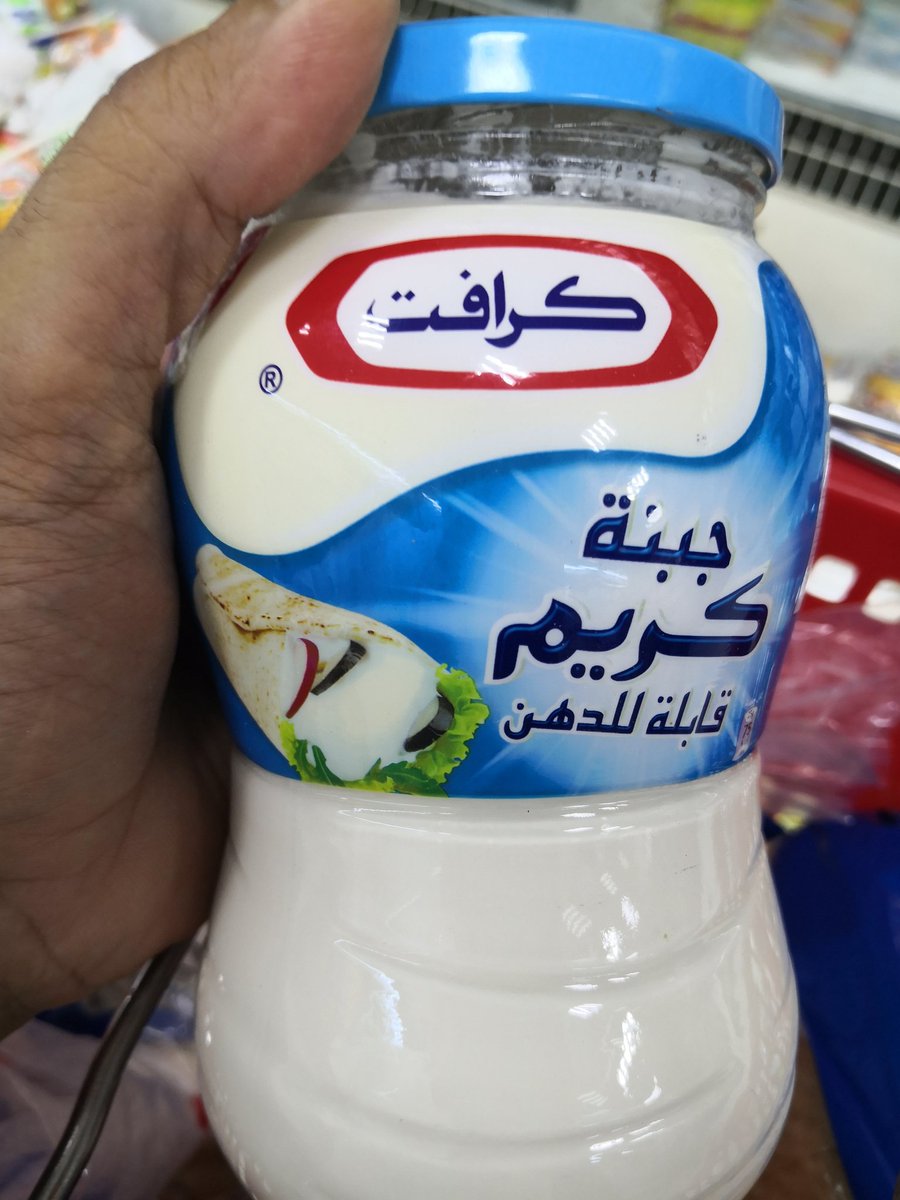 كرافت
®
جبنة
كريم
قابلة للدهن